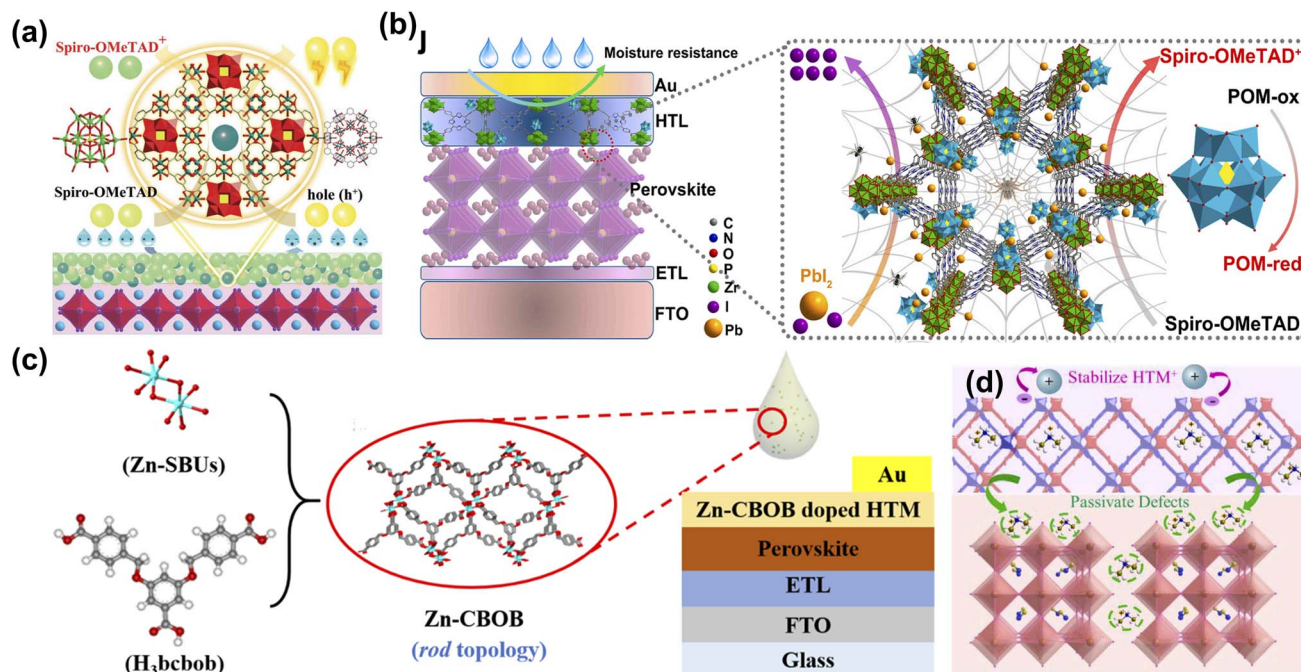 (a)
Spiro-OMeTAD⁺
Spiro-OMeTAD
hole (h⁺)
(b)
J
Moisture resistance
Au
HTL
Perovskite
ETL
FTO
C
N
O
P
Zr
I
Pb
PbI₂
Spiro-OMeTAD⁺
POM-ox
POM-red
Spiro-OMeTAD
(c)
(Zn-SBUs)
(H₃bcbob)
Zn-CBOB
(rod topology)
Au
Zn-CBOB doped HTM
Perovskite
ETL
FTO
Glass
(d)
+ Stabilize HTM⁺ +
- -
Passivate Defects